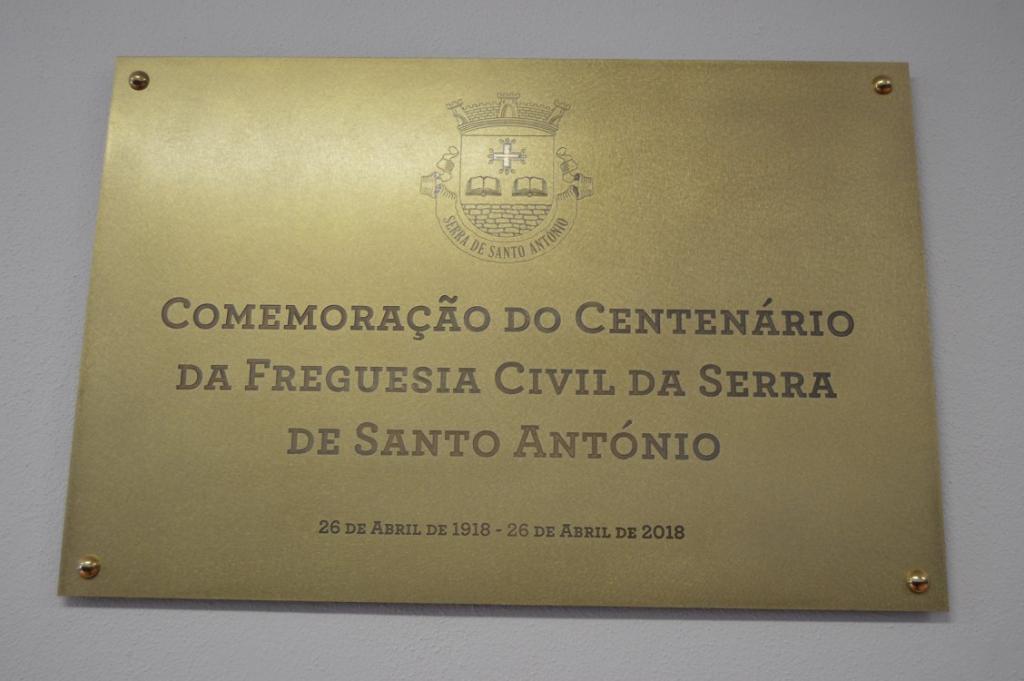 SERRA DE SANTO ANTÓNIO
COMEMORAÇÃO DO CENTENÁRIO
DA FREGUESIA CIVIL DA SERRA
DE SANTO ANTÓNIO
26 DE ABRIL DE 1918 - 26 DE ABRIL DE 2018